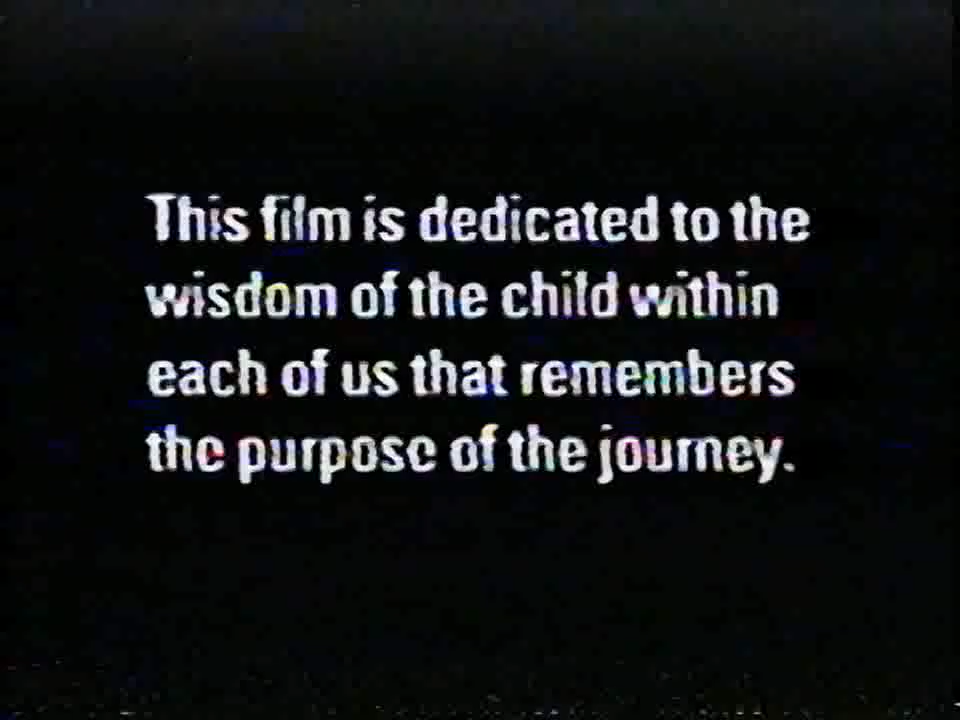 This film is dedicated to the
wisdom of the child within
each of us that remembers
the purpose of the journey.